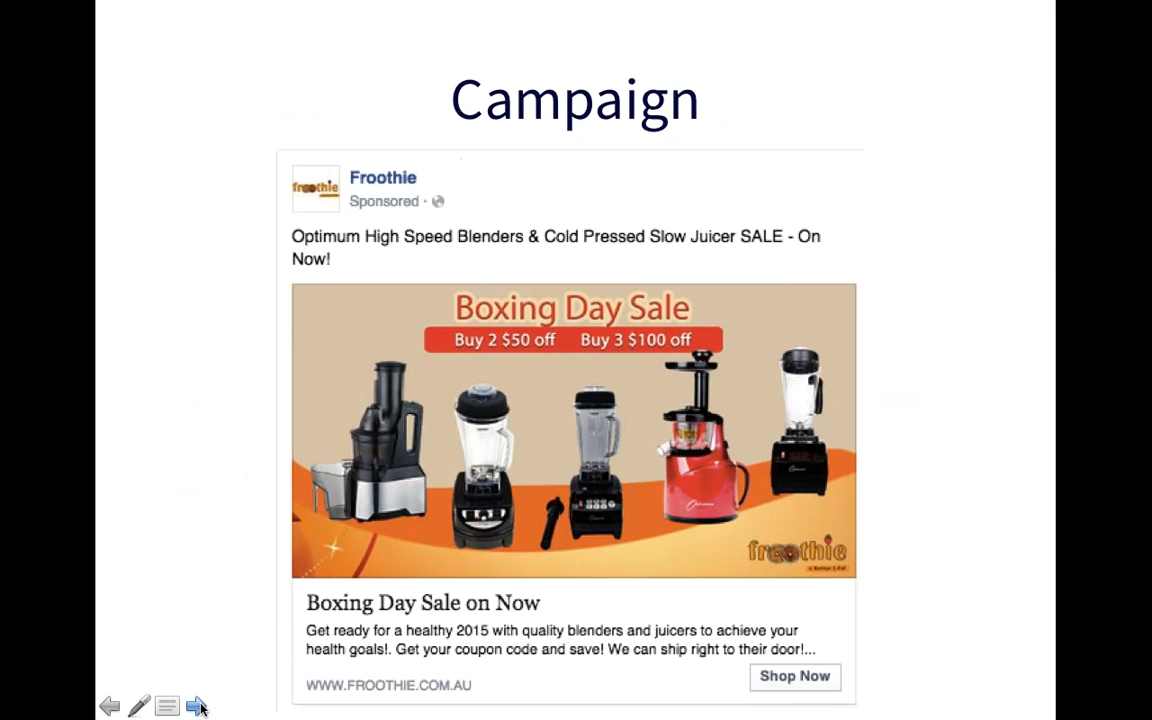 Campaign
froothie
Froothie
Sponsored ·
Optimum High Speed Blenders & Cold Pressed Slow Juicer SALE - On
Now!
Boxing Day Sale
Buy 2 $50 off Buy 3 $100 off
froothie
Boxing Day Sale on Now
Get ready for a healthy 2015 with quality blenders and juicers to achieve your
health goals!. Get your coupon code and save! We can ship right to their door!...
WWW.FROOTHIE.COM.AU
Shop Now